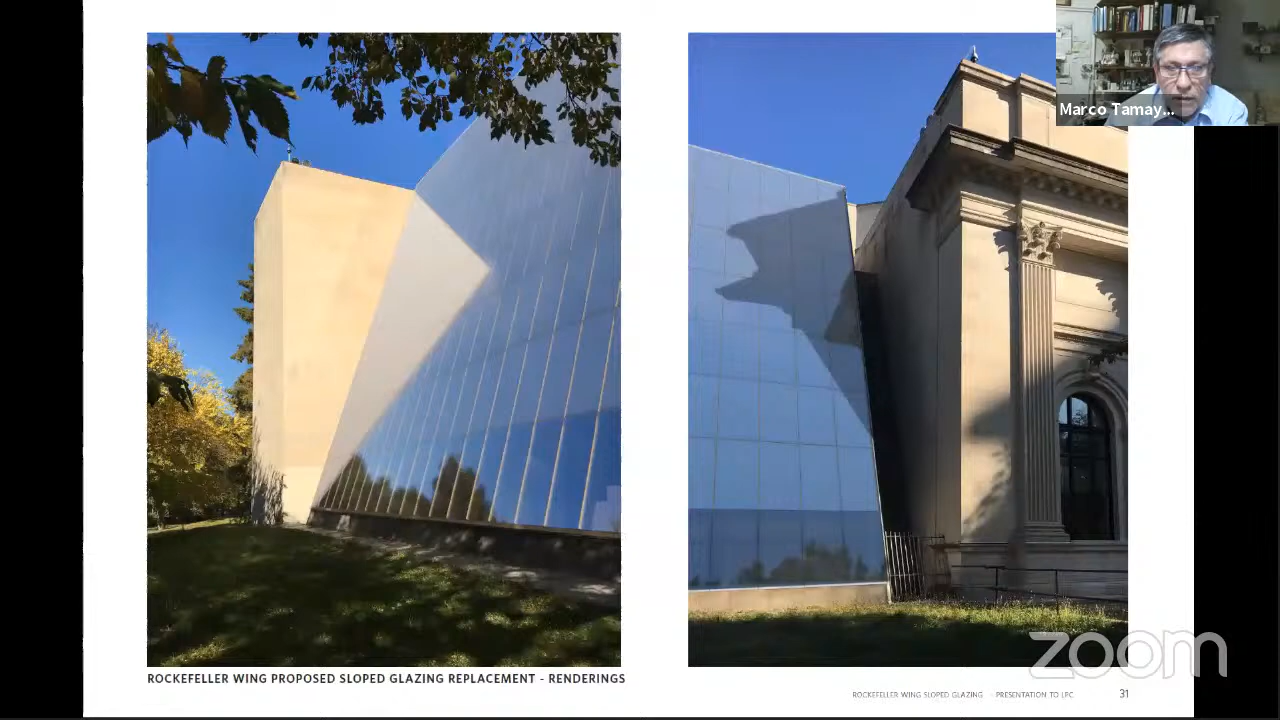 Marco Tamay...
ROCKEFELLER WING PROPOSED SLOPED GLAZING REPLACEMENT - RENDERINGS
ROCKEFELLER WING SLOPED GLAZING - PRESENTATION TO LPC 31
zoom